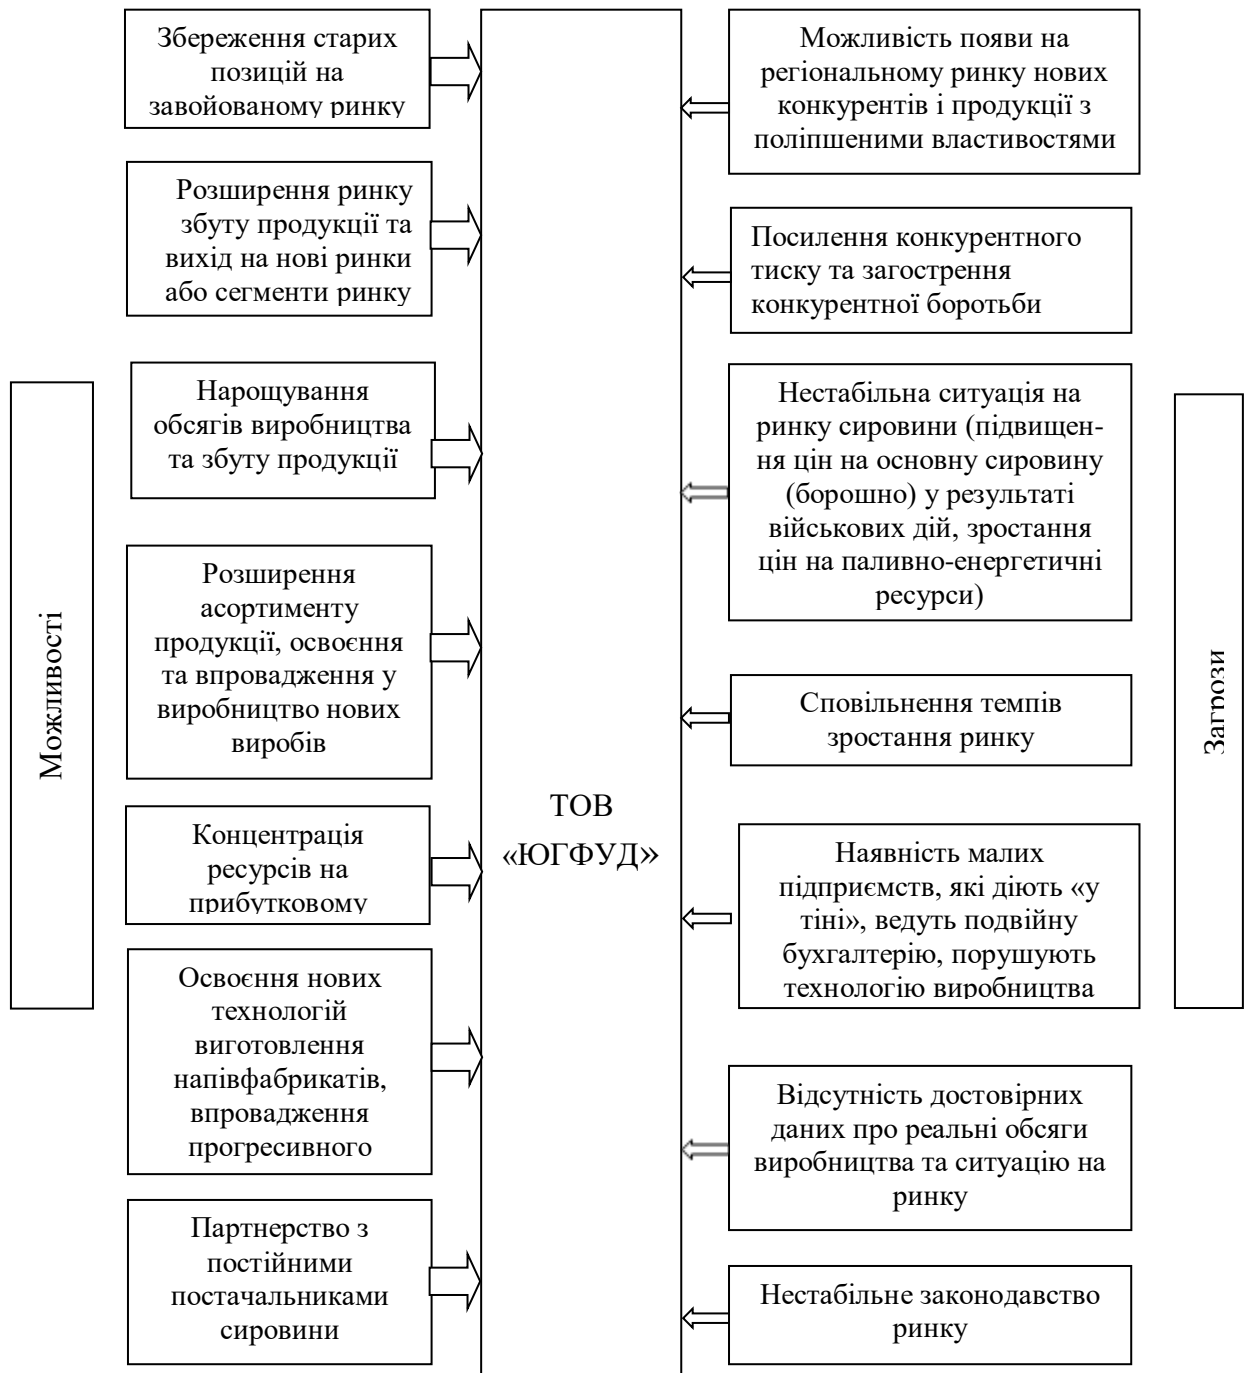 Збереження старих
позицій на
завойованому ринку
Розширення ринку
збуту продукції та
вихід на нові ринки
або сегменти ринку
Нарощування
обсягів виробництва
та збуту продукції
Розширення
асортименту
продукції, освоєння
та впровадження у
виробництво нових
виробів
Концентрація
ресурсів на
прибутковому
Освоєння нових
технологій
виготовлення
напівфабрикатів,
впровадження
прогресивного
Партнерство з
постійними
постачальниками
сировини
Можливості
ТОВ
«ЮГФУД»
Можливість появи на
регіональному ринку нових
конкурентів і продукції з
поліпшеними властивостями
Посилення конкурентного
тиску та загострення
конкурентної боротьби
Нестабільна ситуація на
ринку сировини (підвищен-
ня цін на основну сировину
(борошно) у результаті
військових дій, зростання
цін на паливно-енергетичні
ресурси)
Сповільнення темпів
зростання ринку
Наявність малих
підприємств, які діють «у
тіні», ведуть подвійну
бухгалтерію, порушують
технологію виробництва
Відсутність достовірних
даних про реальні обсяги
виробництва та ситуацію на
ринку
Нестабільне законодавство
ринку
Загрози